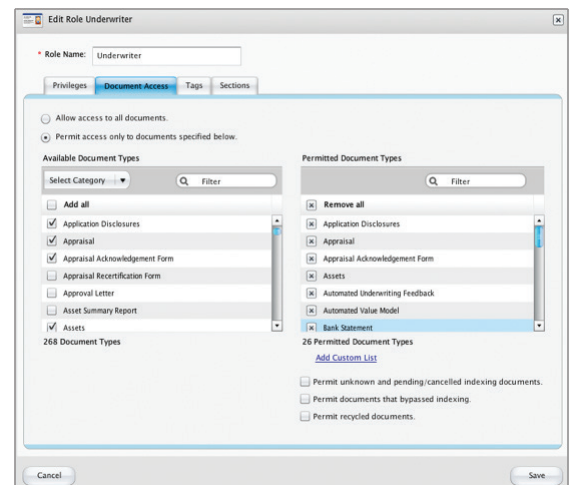 Edit Role Underwriter
* Role Name: Underwriter
Privileges Document Access Tags Sections
Allow access to all documents.
Permit access only to documents specified below.
Available Document Types
Select Category Filter
Add all
Application Disclosures
Appraisal
Appraisal Acknowledgement Form
Appraisal Recertification Form
Approval Letter
Asset Summary Report
Assets
268 Document Types
Permitted Document Types
Filter
Remove all
Application Disclosures
Appraisal
Appraisal Acknowledgement Form
Assets
Automated Underwriting Feedback
Automated Value Model
Bank Statement
26 Permitted Document Types
Add Custom List
Permit unknown and pending/cancelled indexing documents.
Permit documents that bypassed indexing.
Permit recycled documents.
Cancel Save